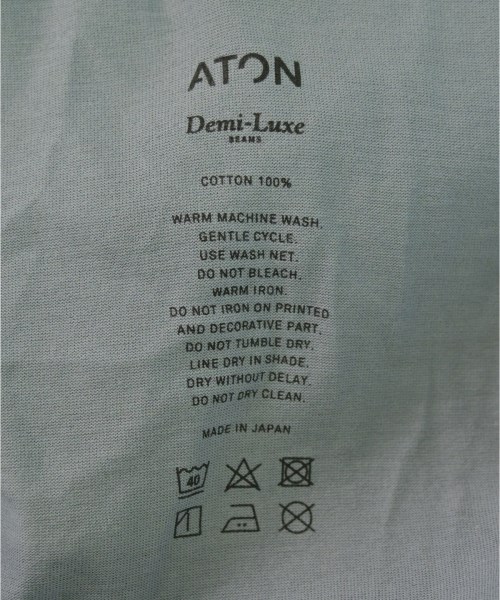 ATON
Demi-Luxe
BEAMS
COTTON 100%
WARM MACHINE WASH.
GENTLE CYCLE.
USE WASH NET.
DO NOT BLEACH.
WARM IRON.
DO NOT IRON ON PRINTED
AND DECORATIVE PART.
DO NOT TUMBLE DRY.
LINE DRY IN SHADE.
DRY WITHOUT DELAY.
DO NOT DRY CLEAN.
MADE IN JAPAN
40